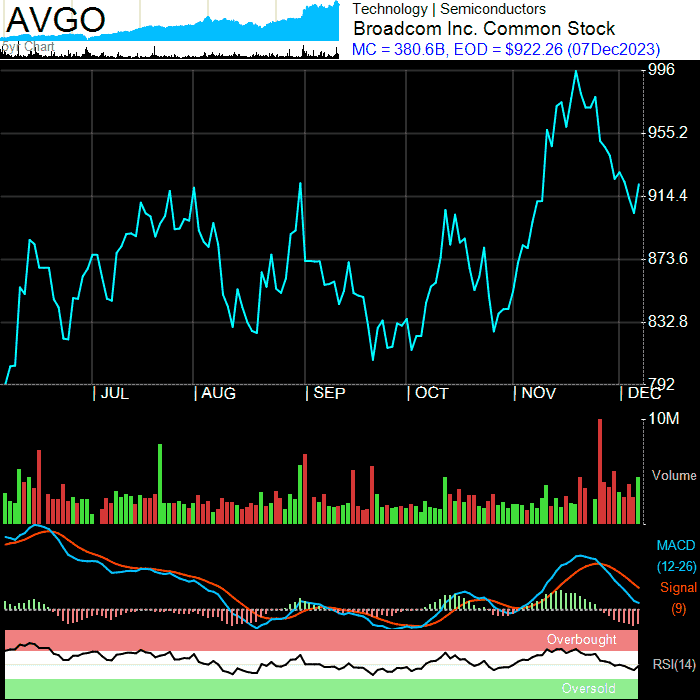 AVGO
5yr Chart
Technology | Semiconductors
Broadcom Inc. Common Stock
MC = 380.6B, EOD = $922.26 (07Dec2023)
996
955.2
914.4
873.6
832.8
792
JUL
AUG
SEP
OCT
NOV
DEC
10M
Volume
MACD
(12-26)
Signal
(9)
Overbought
RSI(14)
Oversold